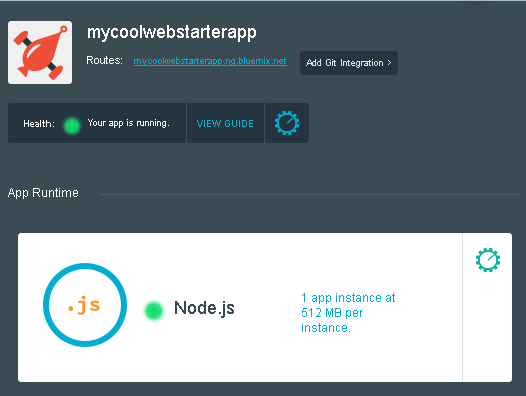 mycoolwebstarterapp
Routes: mycoolwebstarterapp.ng.bluemix.net Add Git Integration >
Health: Your app is running. VIEW GUIDE
App Runtime
.js Node.js
1 app instance at
512 MB per
instance.